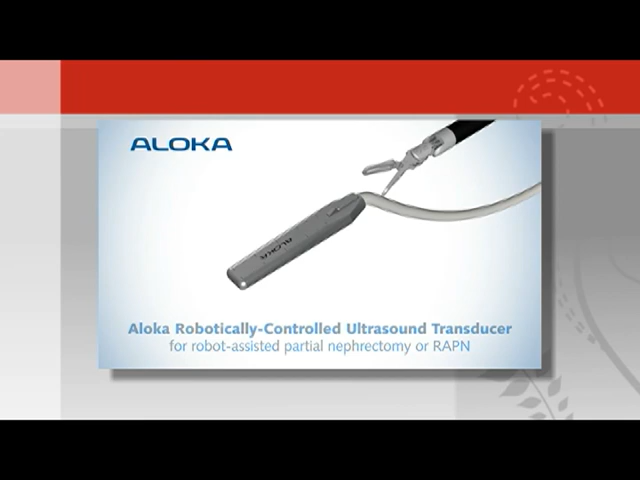 ALOKA
ALOKA
Aloka Robotically-Controlled Ultrasound Transducer
for robot-assisted partial nephrectomy or RAPN